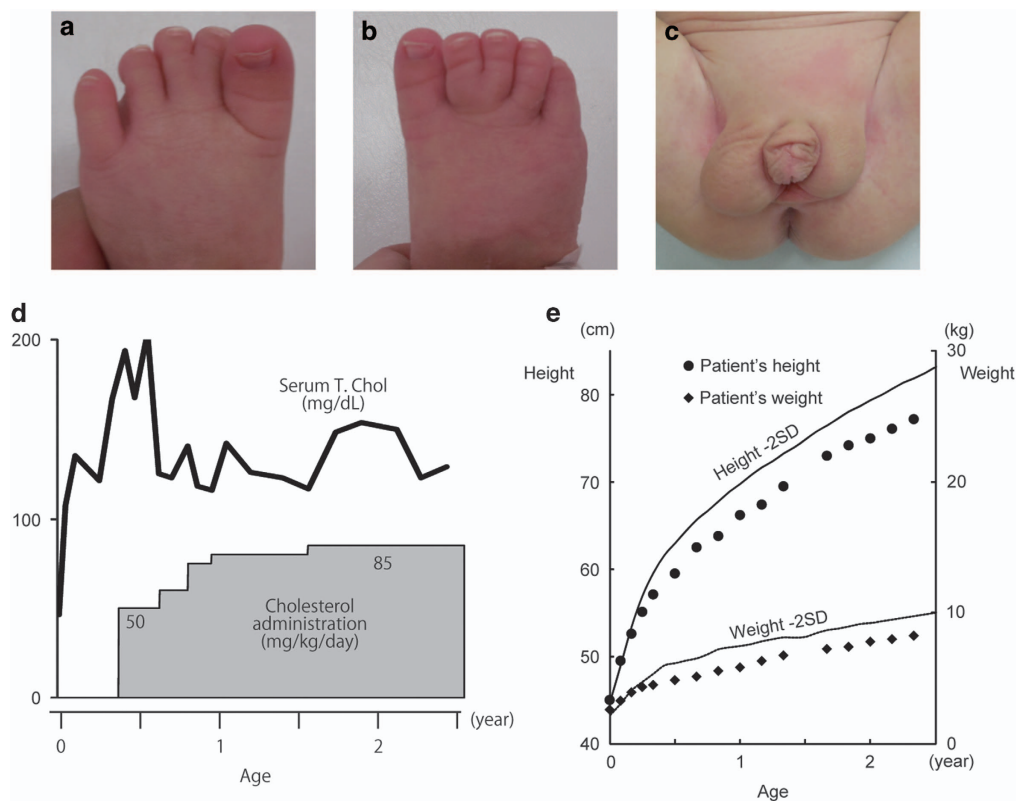 a
b
c
d
200
100
0
Serum T. Chol
(mg/dL)
50
85
Cholesterol
administration
(mg/kg/day)
0
1
2
(year)
Age
e
(cm)
(kg)
Height
Weight
80
70
60
50
40
30
20
10
0
Patient's height
Patient's weight
Height -2SD
Weight -2SD
0
1
2
(year)
Age